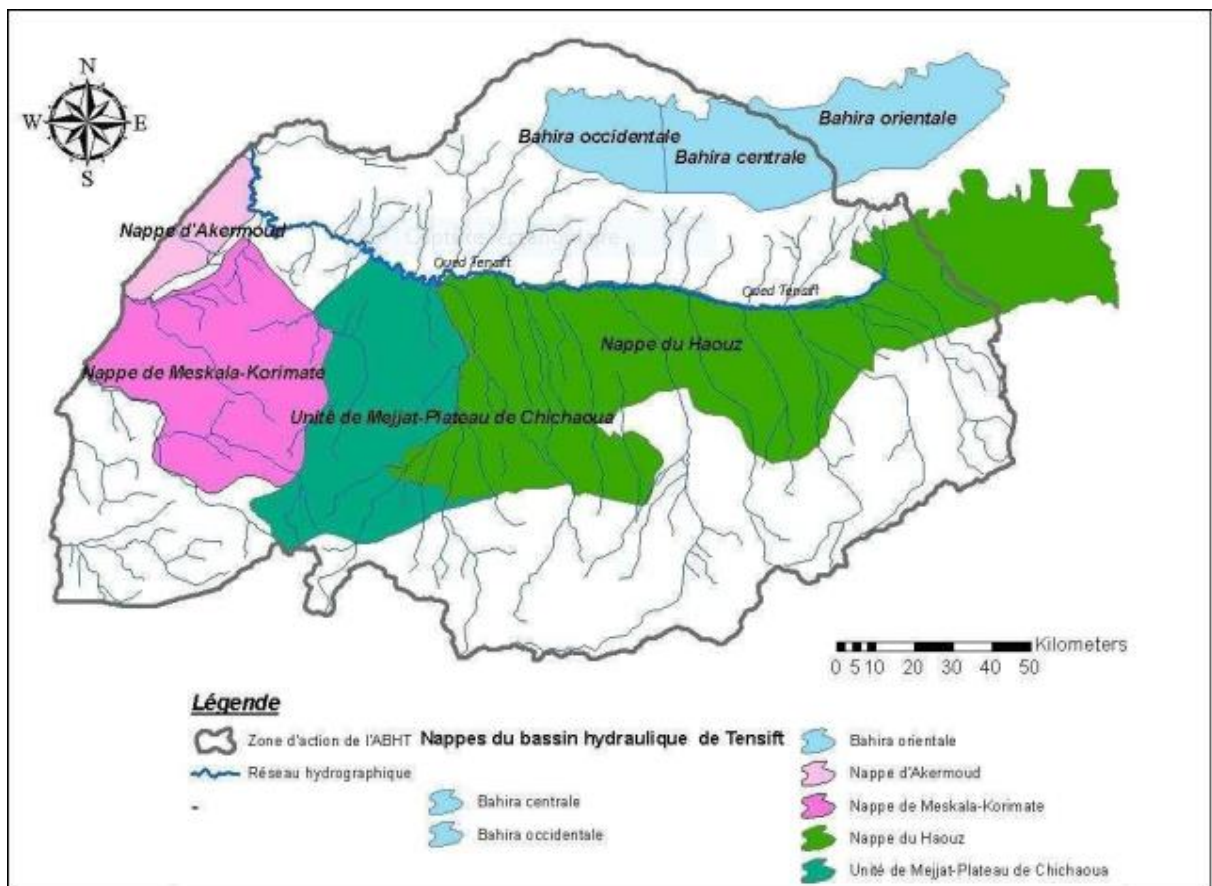 N
W E
S
Bahira orientale
Bahira occidentale
Bahira centrale
Nappe d'Akermoud
Oued Tensift
Oued Tensift
Nappe du Haouz
Nappe de Meskala-Korimate
Unité de Mejjat-Plateau de Chichaoua
Kilometers
0 5 10 20 30 40 50
Légende
Zone d'action de l'ABHT
Réseau hydrographique
-
Nappes du bassin hydraulique de Tensift
Bahira centrale
Bahira occidentale
Bahira orientale
Nappe d'Akermoud
Nappe de Meskala-Korimate
Nappe du Haouz
Unité de Mejjat-Plateau de Chichaoua